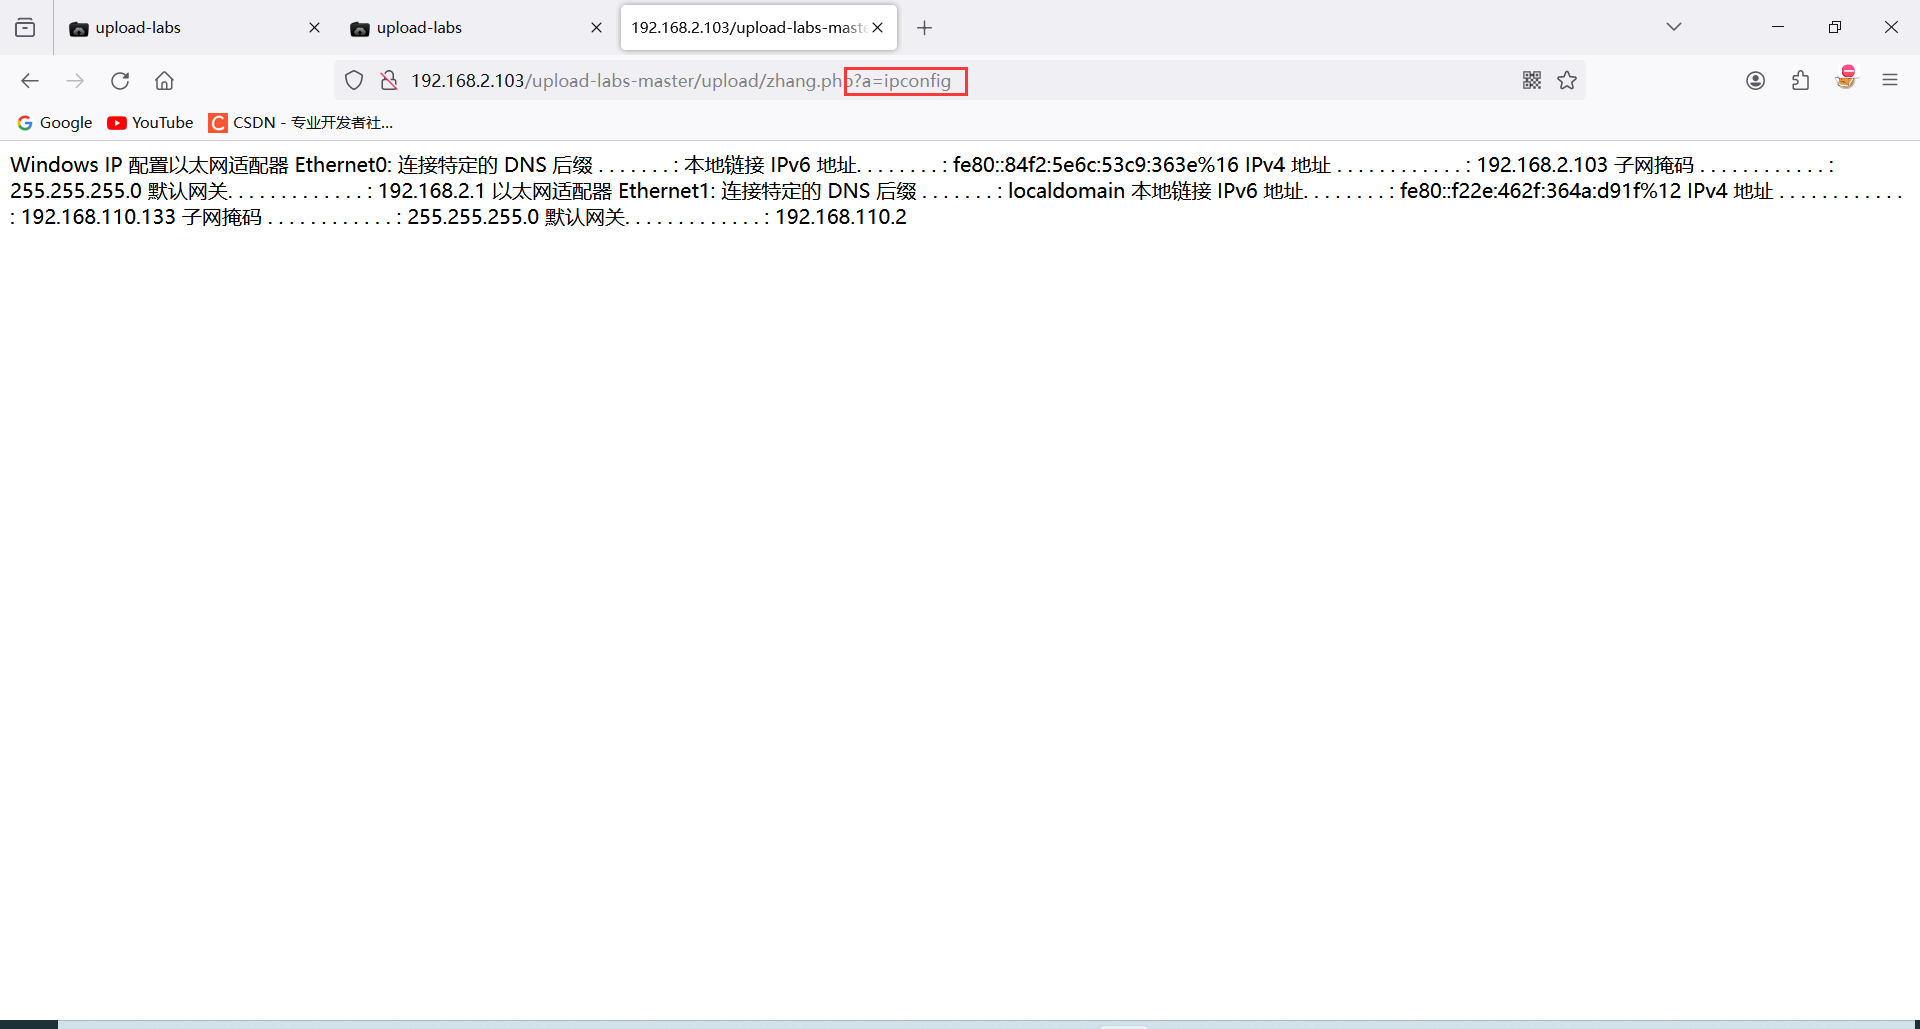 upload-labs
upload-labs
192.168.2.103/upload-labs-maste
192.168.2.103/upload-labs-master/upload/zhang.php?a=ipconfig
Google
YouTube
CSDN - 专业开发者社...
Windows IP 配置以太网适配器 Ethernet0: 连接特定的 DNS 后缀 . . . . . . . : 本地链接 IPv6 地址. . . . . . . . : fe80::84f2:5e6c:53c9:363e%16 IPv4 地址 . . . . . . . . . . . . : 192.168.2.103 子网掩码 . . . . . . . . . . . . :
255.255.255.0 默认网关. . . . . . . . . . . . . : 192.168.2.1 以太网适配器 Ethernet1: 连接特定的 DNS 后缀 . . . . . . . : localdomain 本地链接 IPv6 地址. . . . . . . . : fe80::f22e:462f:364a:d91f%12 IPv4 地址 . . . . . . . . . . . .
: 192.168.110.133 子网掩码 . . . . . . . . . . . . : 255.255.255.0 默认网关. . . . . . . . . . . . . : 192.168.110.2